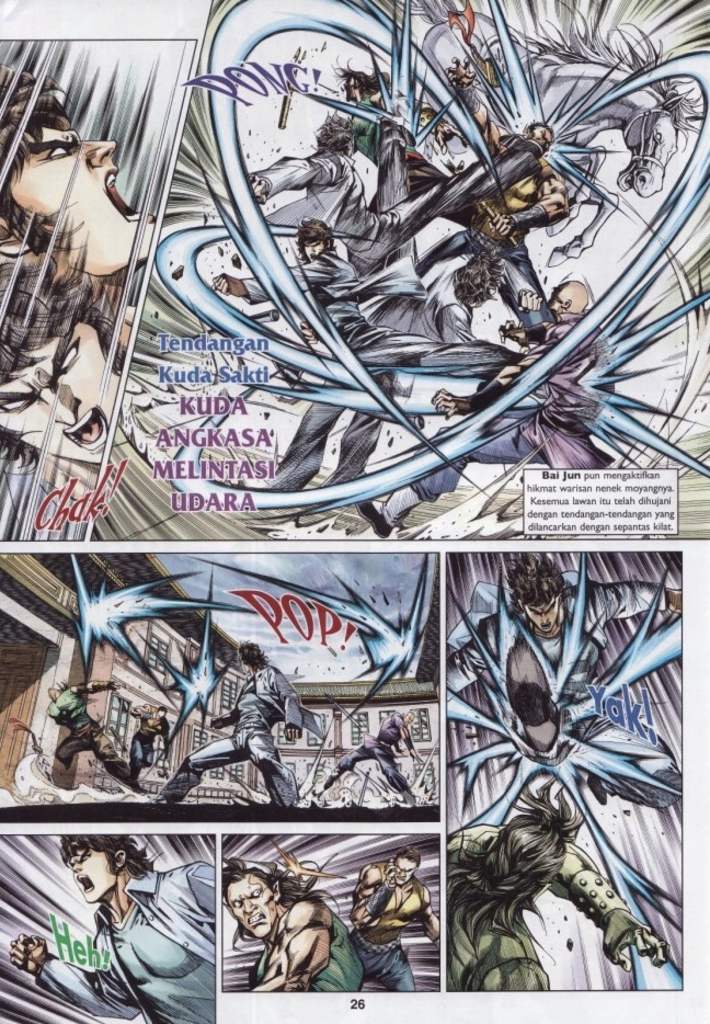 PONG!
Tendangan
Kuda Sakti
KUDA
ANGKASA
MELINTASI
UDARA
Chak!
Bai Jun pun mengaktifkan
hikmat warisan nenek moyangnya.
Kesemua lawan itu telah dihujani
dengan tendangan-tendangan yang
dilancarkan dengan sepantas kilat.
POP!
Yak!
Heh!
26